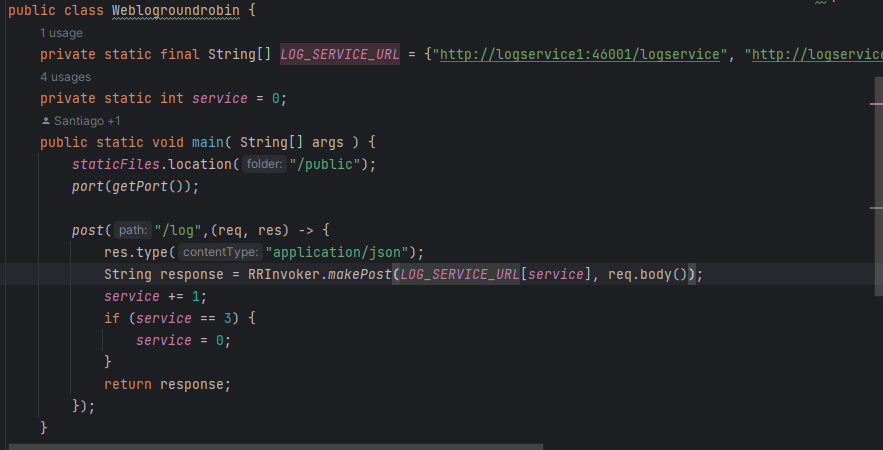 public class Weblogroundrobin {
1 usage
private static final String[] LOG_SERVICE_URL = {"http://logservice1:46001/logservice", "http://logservice
4 usages
private static int service = 0;
Santiago +1
public static void main( String[] args ) {
staticFiles.location( folder: "/public");
port(getPort());
post( path: "/log",(req, res) -> {
res.type( contentType: "application/json");
String response = RRInvoker.makePost(LOG_SERVICE_URL[service], req.body());
service += 1;
if (service == 3) {
service = 0;
}
return response;
});
}